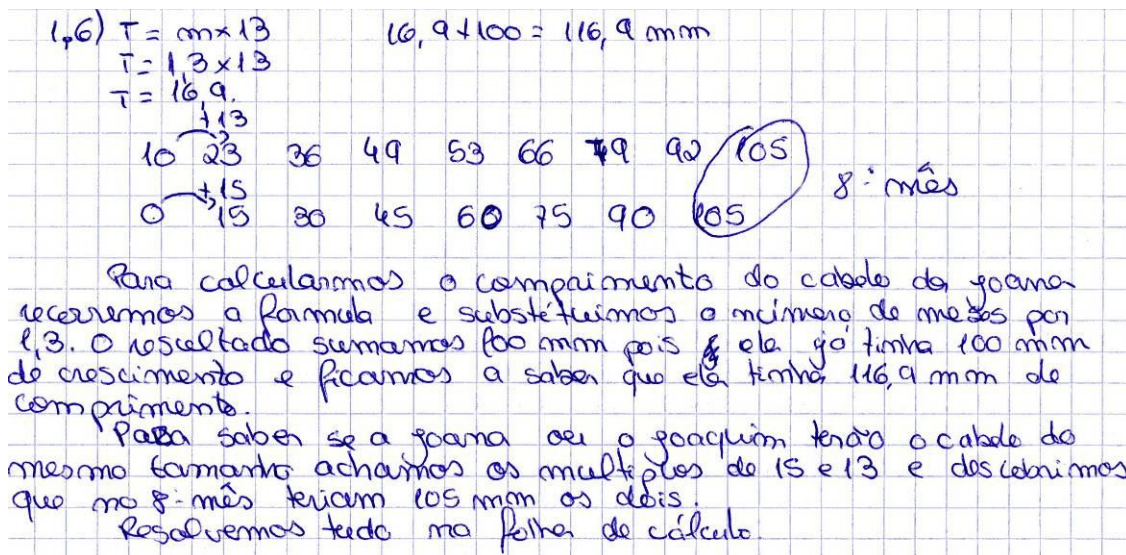 1,6) T = m x 13 16,9 + 100 = 116,9 mm
T = 1,3 x 13
T = 16,9.
+13
10 23 36 49 53 66 79 92 105
+15 8º mês
0 15 30 45 60 75 90 105
Para calcularmos o compaimento do cabelo da Joana
recorremos a formula e substituimos o número de meses por
1,3. O resultado sumamos 100 mm pois ela já tinha 100 mm
de crescimento e ficamos a saber que ela tinha 116,9 mm de
comprimento.
Para saber se a Joana ou o Joaquim terão o cabelo do
mesmo tamanho achamos os multiplos de 15 e 13 e descobrimos
que no 8º mês teriam 105 mm os dois.
Resolvemos tudo na folha de cálculo.